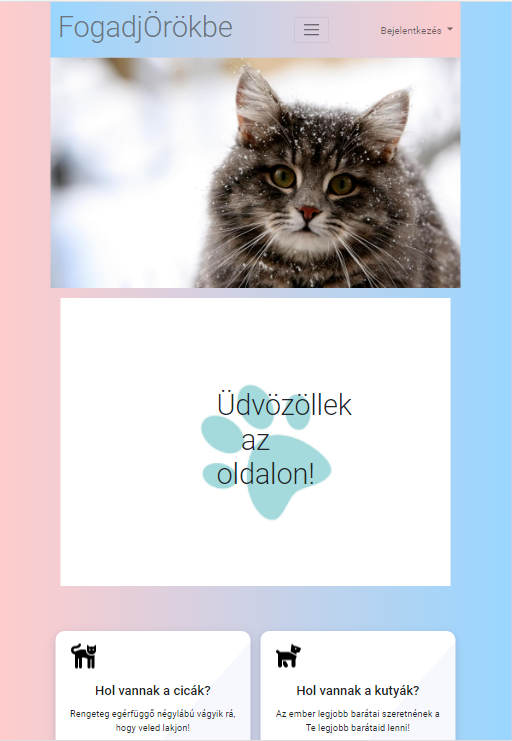 FogadjÖrökbe
Bejelentkezés
Üdvözöllek
az
oldalon!
Hol vannak a cicák?
Rengeteg egérfüggő négylábú vágyik rá,
hogy veled lakjon!
Hol vannak a kutyák?
Az ember legjobb barátai szeretnének a
Te legjobb barátaid lenni!